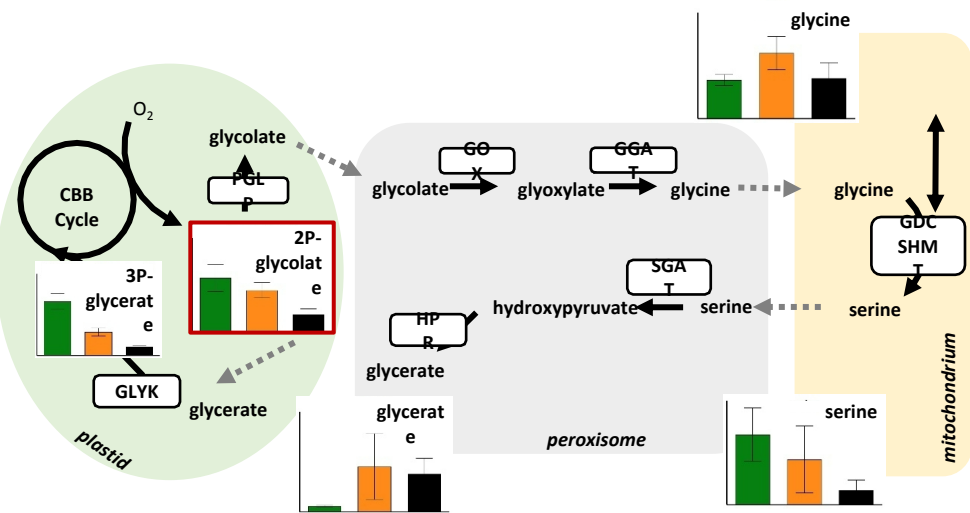 glycine
O2
glycolate
GO
X
GGA
T
PGL
P
CBB
Cycle
glycolate
glyoxylate
glycine
glycine
GDC
SHM
T
2P-
glycolat
e
3P-
glycerat
e
SGA
T
hydroxypyruvate
serine
serine
HP
R
glycerate
GLYK
glycerate
plastid
glycerat
e
peroxisome
serine
mitochondrium